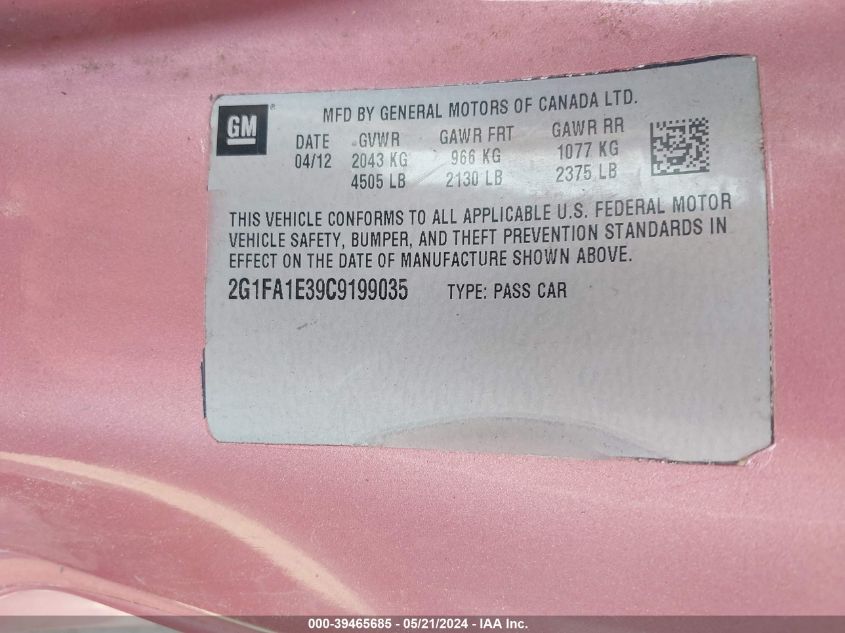 GM
®
MFD BY GENERAL MOTORS OF CANADA LTD.
DATE GVWR GAWR FRT GAWR RR
04/12 2043 KG 966 KG 1077 KG
4505 LB 2130 LB 2375 LB
THIS VEHICLE CONFORMS TO ALL APPLICABLE U.S. FEDERAL MOTOR
VEHICLE SAFETY, BUMPER, AND THEFT PREVENTION STANDARDS IN
EFFECT ON THE DATE OF MANUFACTURE SHOWN ABOVE.
2G1FA1E39C9199035 TYPE: PASS CAR
000-39465685 / 05/21/2024 - IAA Inc.